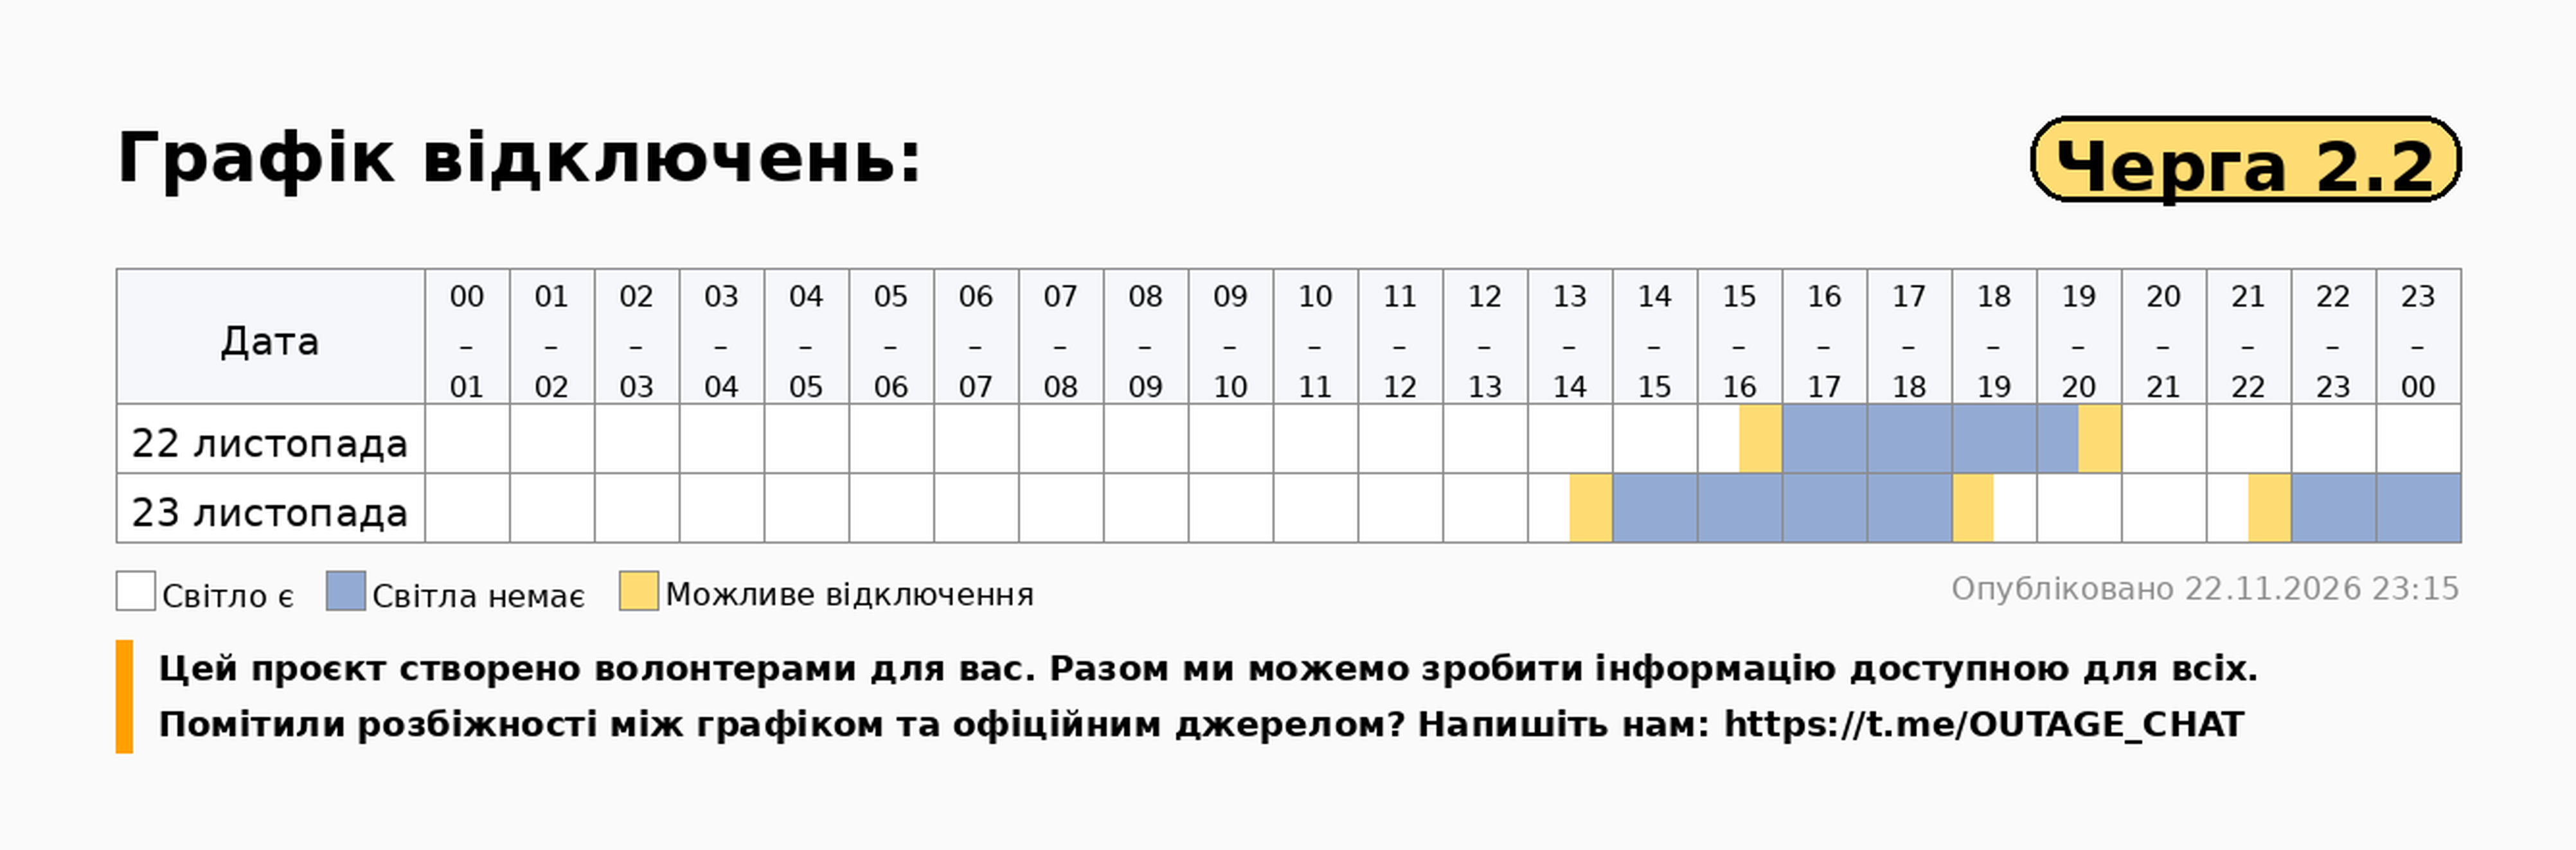 Графік відключень:
Черга 2.2
Дата 00 – 01 01 – 02 02 – 03 03 – 04 04 – 05 05 – 06 06 – 07 07 – 08 08 – 09 09 – 10 10 – 11 11 – 12 12 – 13 13 – 14 14 – 15 15 – 16 16 – 17 17 – 18 18 – 19 19 – 20 20 – 21 21 – 22 22 – 23 23 – 00
22 листопада
23 листопада
Світло є Світла немає Можливе відключення
Опубліковано 22.11.2026 23:15
Цей проєкт створено волонтерами для вас. Разом ми можемо зробити інформацію доступною для всіх.
Помітили розбіжності між графіком та офіційним джерелом? Напишіть нам: https://t.me/OUTAGE_CHAT